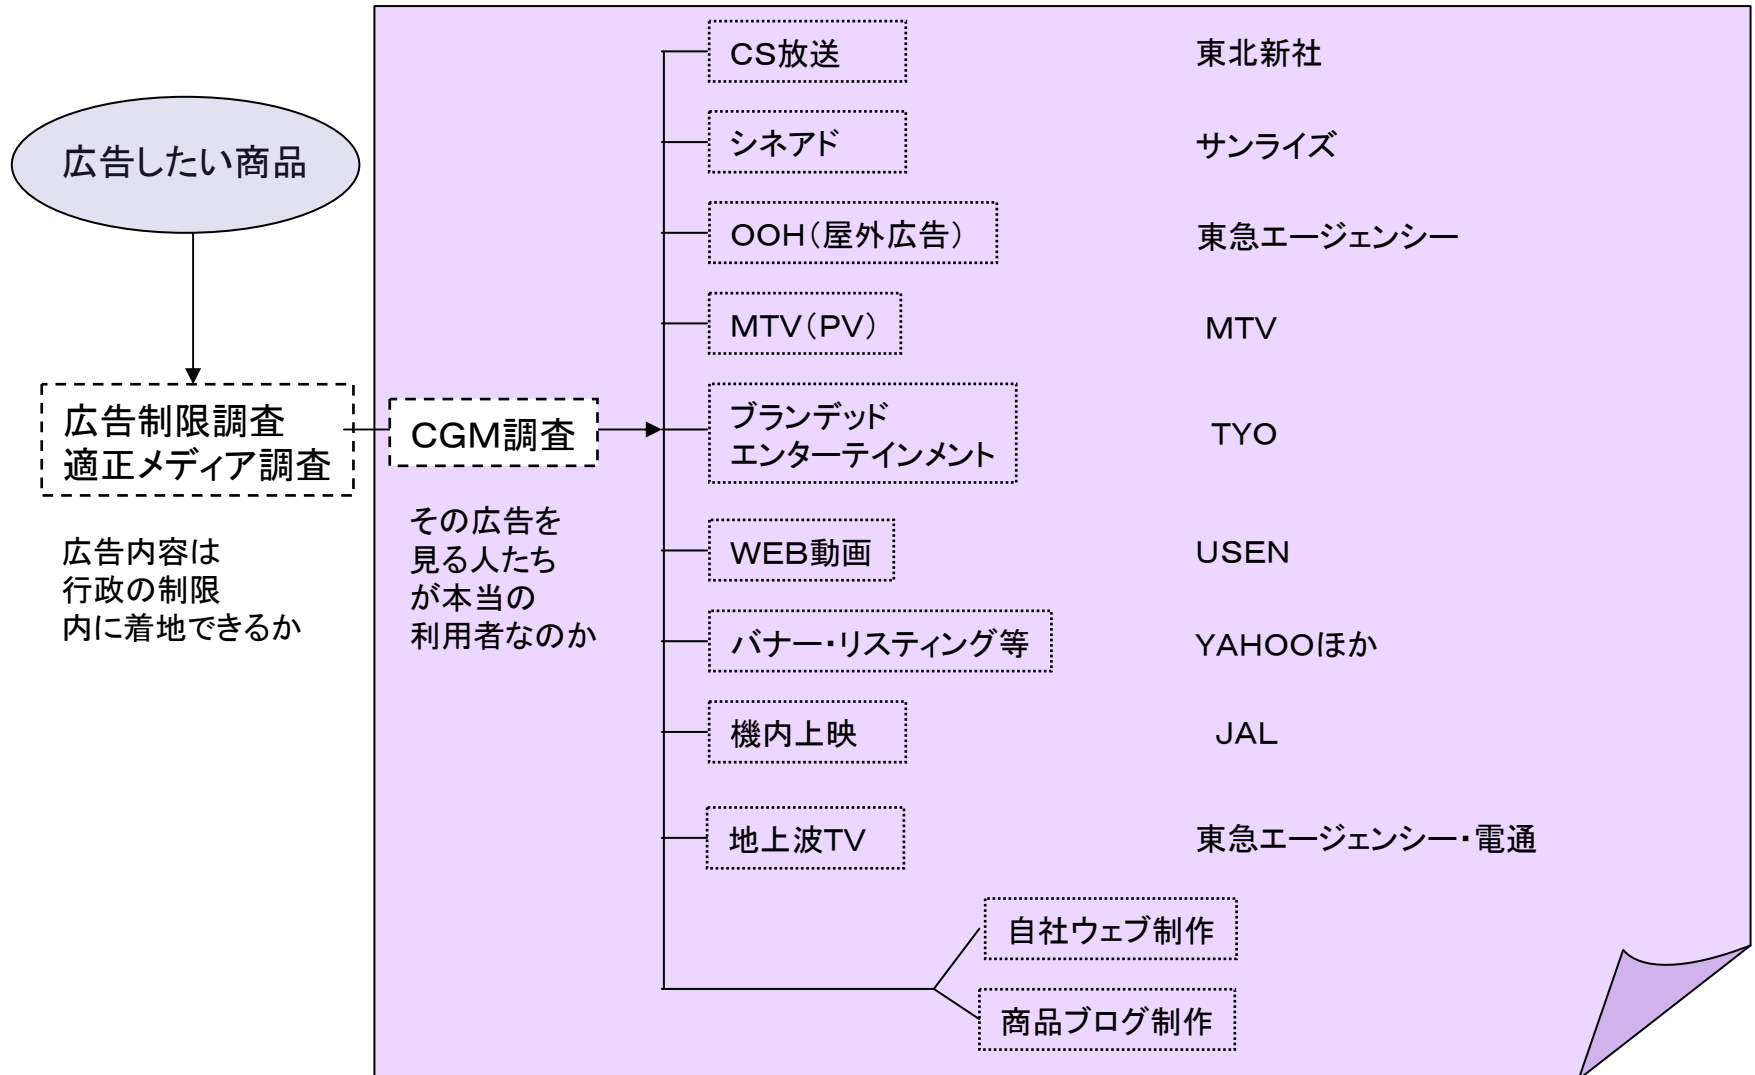 広告したい商品
広告制限調査
適正メディア調査
広告内容は
行政の制限
内に着地できるか
CGM調査
その広告を
見る人たち
が本当の
利用者なのか
CS放送 東北新社
シネアド サンライズ
OOH(屋外広告) 東急エージェンシー
MTV(PV) MTV
ブランデッド
エンターテインメント TYO
WEB動画 USEN
バナー・リスティング等 YAHOOほか
機内上映 JAL
地上波TV 東急エージェンシー・電通
自社ウェブ制作
商品ブログ制作